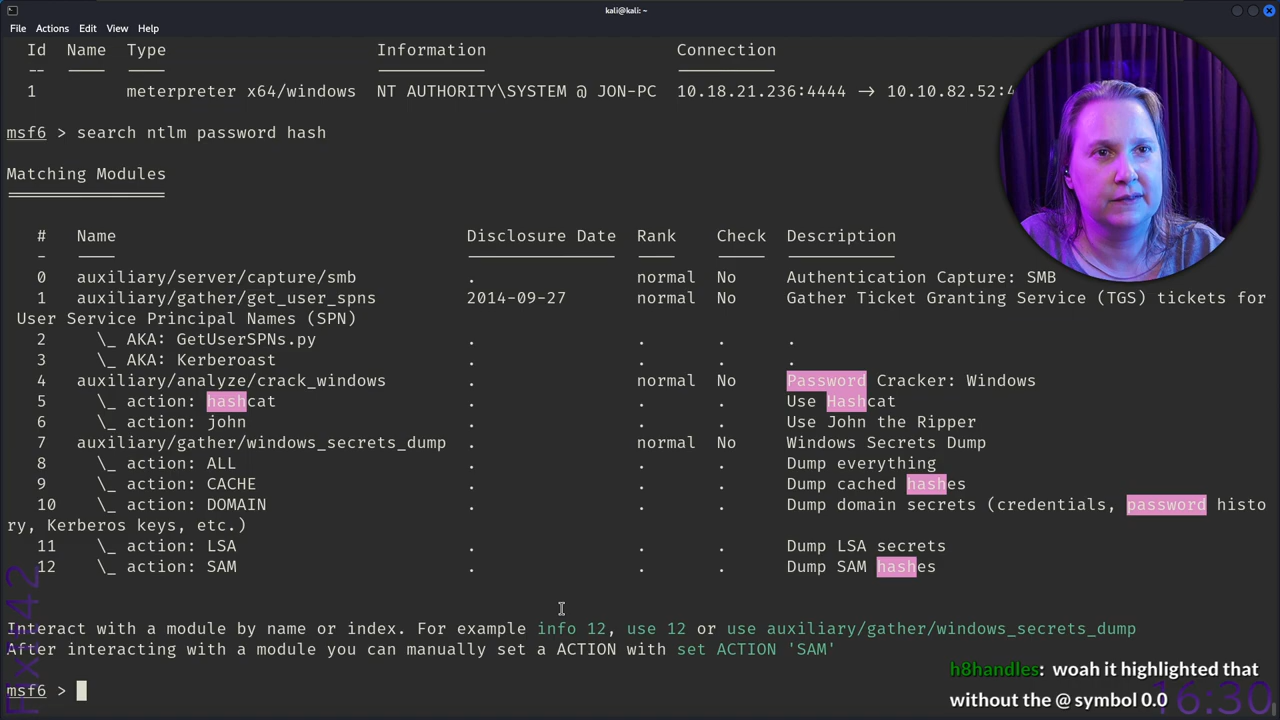 kali@kali: ~
File Actions Edit View Help
Id Name Type Information Connection
-- ---- ---- ----------- ----------
1 meterpreter x64/windows NT AUTHORITY\SYSTEM @ JON-PC 10.18.21.236:4444 -> 10.10.82.52:4
msf6 > search ntlm password hash
Matching Modules
================
# Name Disclosure Date Rank Check Description
- ---- --------------- ---- ----- -----------
0 auxiliary/server/capture/smb . normal No Authentication Capture: SMB
1 auxiliary/gather/get_user_spns 2014-09-27 normal No Gather Ticket Granting Service (TGS) tickets for
User Service Principal Names (SPN)
2 \_ AKA: GetUserSPNs.py . . . .
3 \_ AKA: Kerberoast . . . .
4 auxiliary/analyze/crack_windows . normal No Password Cracker: Windows
5 \_ action: hashcat . . . Use Hashcat
6 \_ action: john . . . Use John the Ripper
7 auxiliary/gather/windows_secrets_dump . normal No Windows Secrets Dump
8 \_ action: ALL . . . Dump everything
9 \_ action: CACHE . . . Dump cached hashes
10 \_ action: DOMAIN . . . Dump domain secrets (credentials, password histo
ry, Kerberos keys, etc.)
11 \_ action: LSA . . . Dump LSA secrets
12 \_ action: SAM . . . Dump SAM hashes
Interact with a module by name or index. For example info 12, use 12 or use auxiliary/gather/windows_secrets_dump
After interacting with a module you can manually set a ACTION with set ACTION 'SAM'
msf6 >
h8handles: woah it highlighted that
without the @ symbol 0.0
16:30